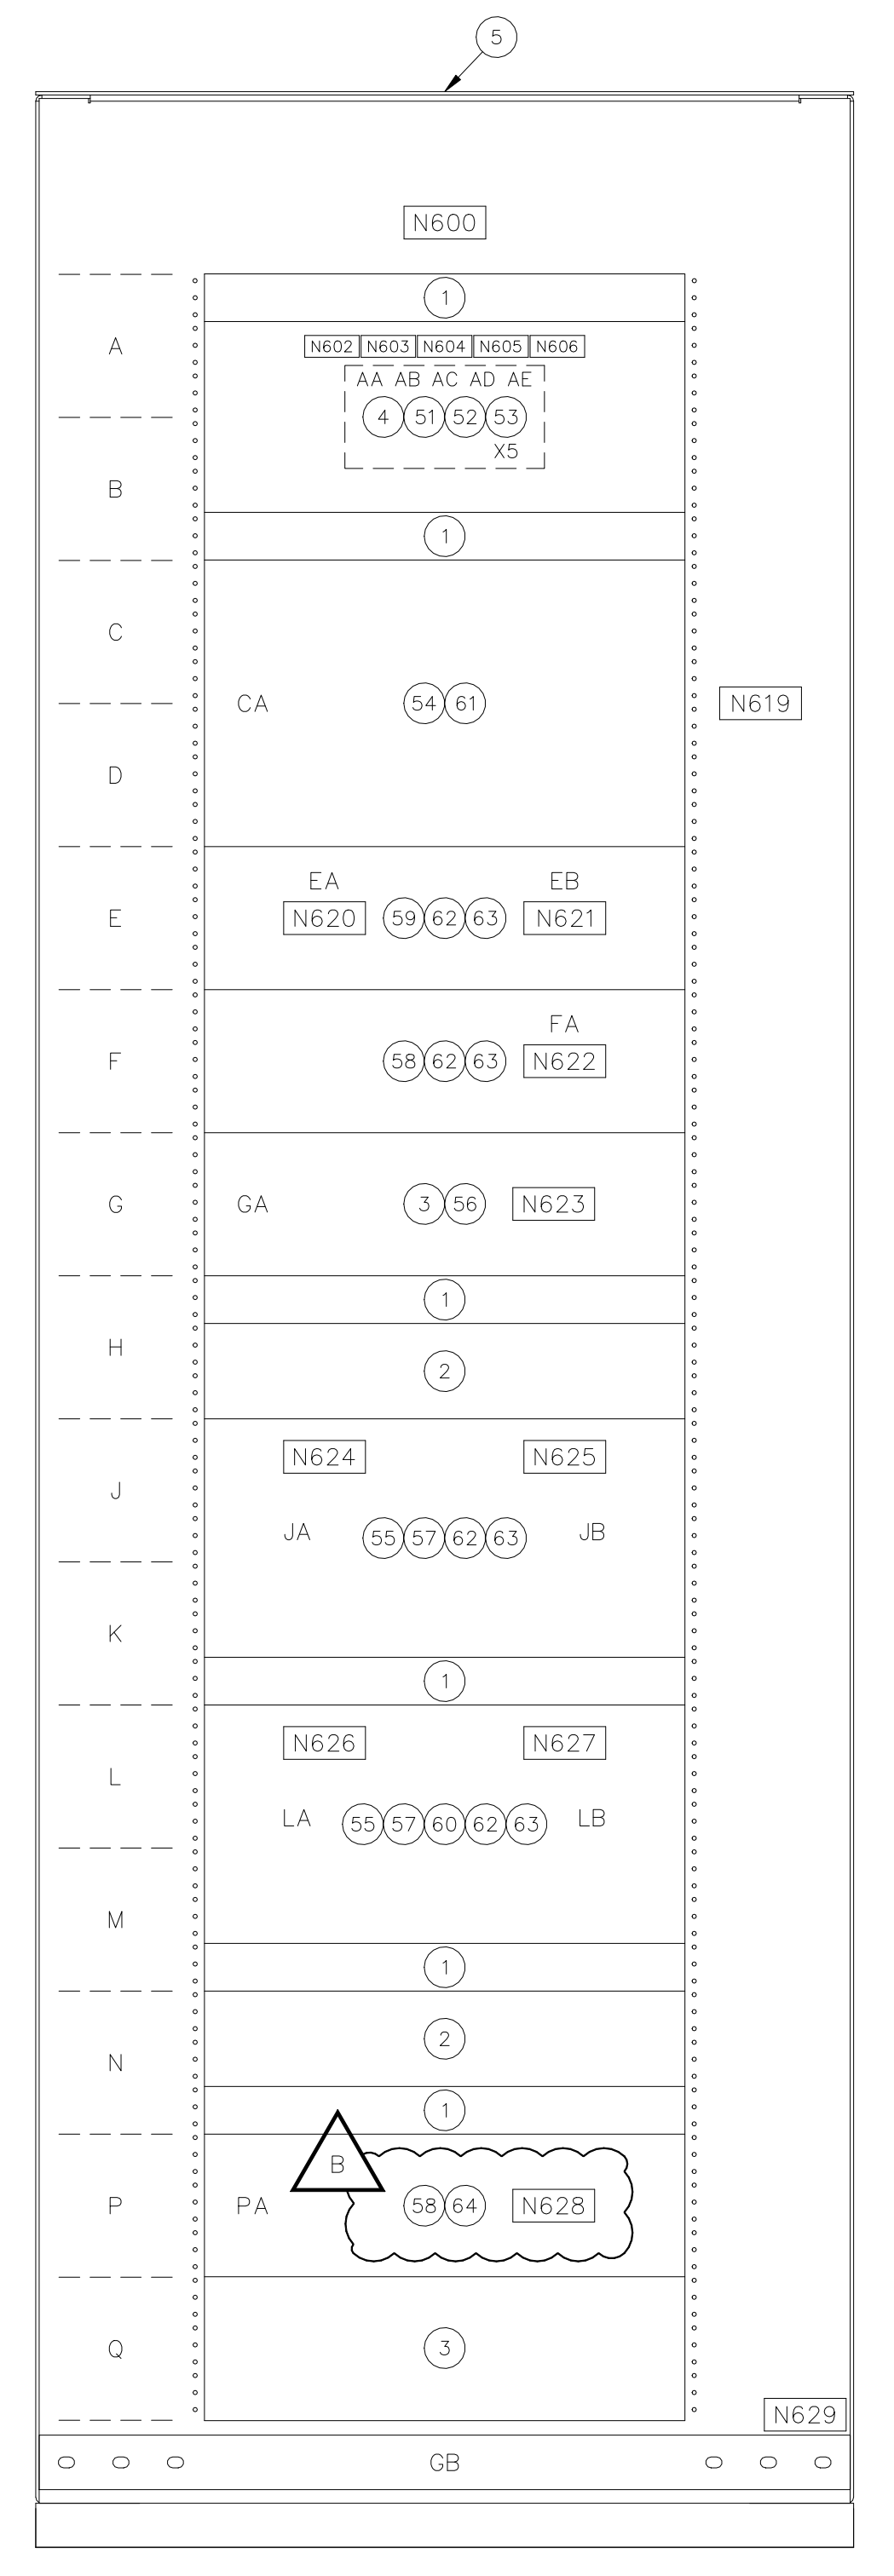 5
N600
1
A
N602 N603 N604 N605 N606
AA AB AC AD AE
4 51 52 53
X5
B
1
C
CA 54 61 N619
D
EA EB
E N620 59 62 63 N621
FA
F 58 62 63 N622
G GA 3 56 N623
1
H
2
N624 N625
J
JA 55 57 62 63 JB
K
1
N626 N627
L
LA 55 57 60 62 63 LB
M
1
2
N
1
B
P PA 58 64 N628
Q 3
N629
GB